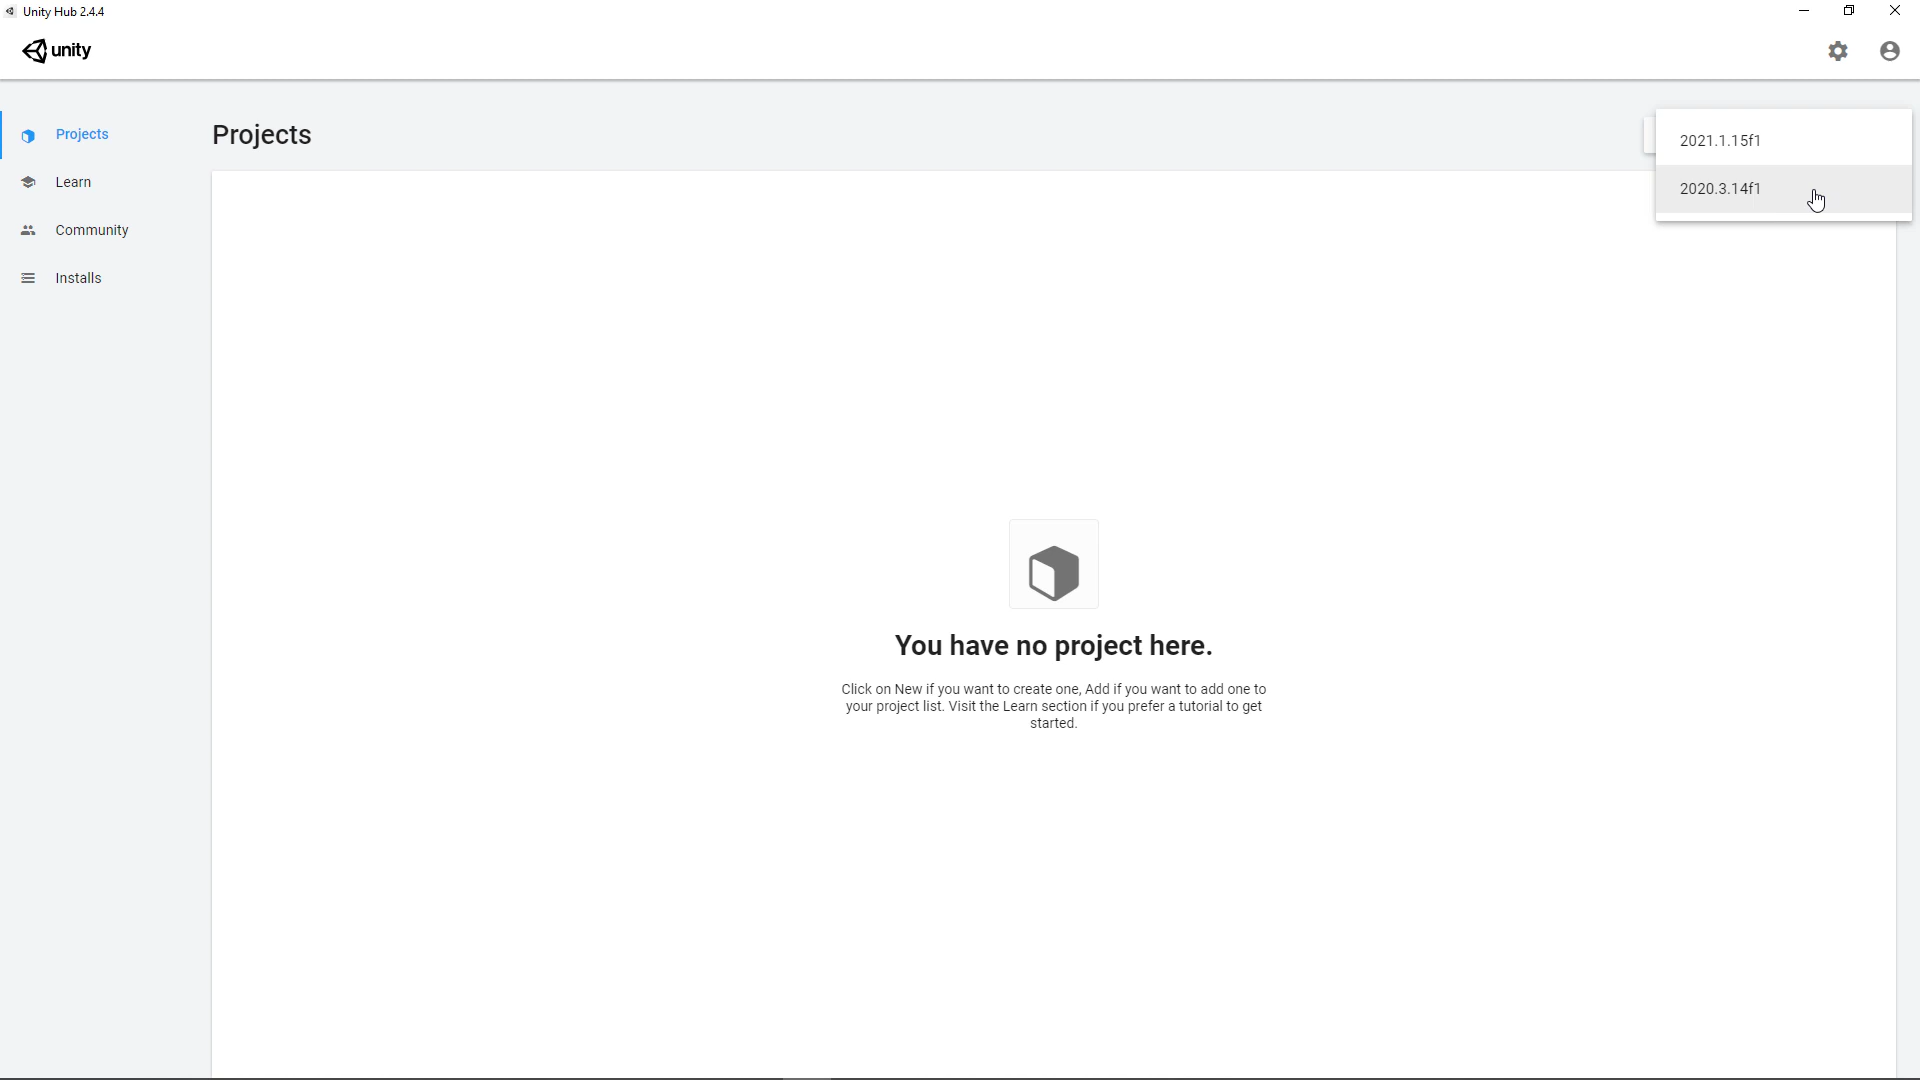 Unity Hub 2.4.4
unity
Projects
Learn
Community
Installs
Projects
2021.1.15f1
2020.3.14f1
You have no project here.
Click on New if you want to create one, Add if you want to add one to
your project list. Visit the Learn section if you prefer a tutorial to get
started.